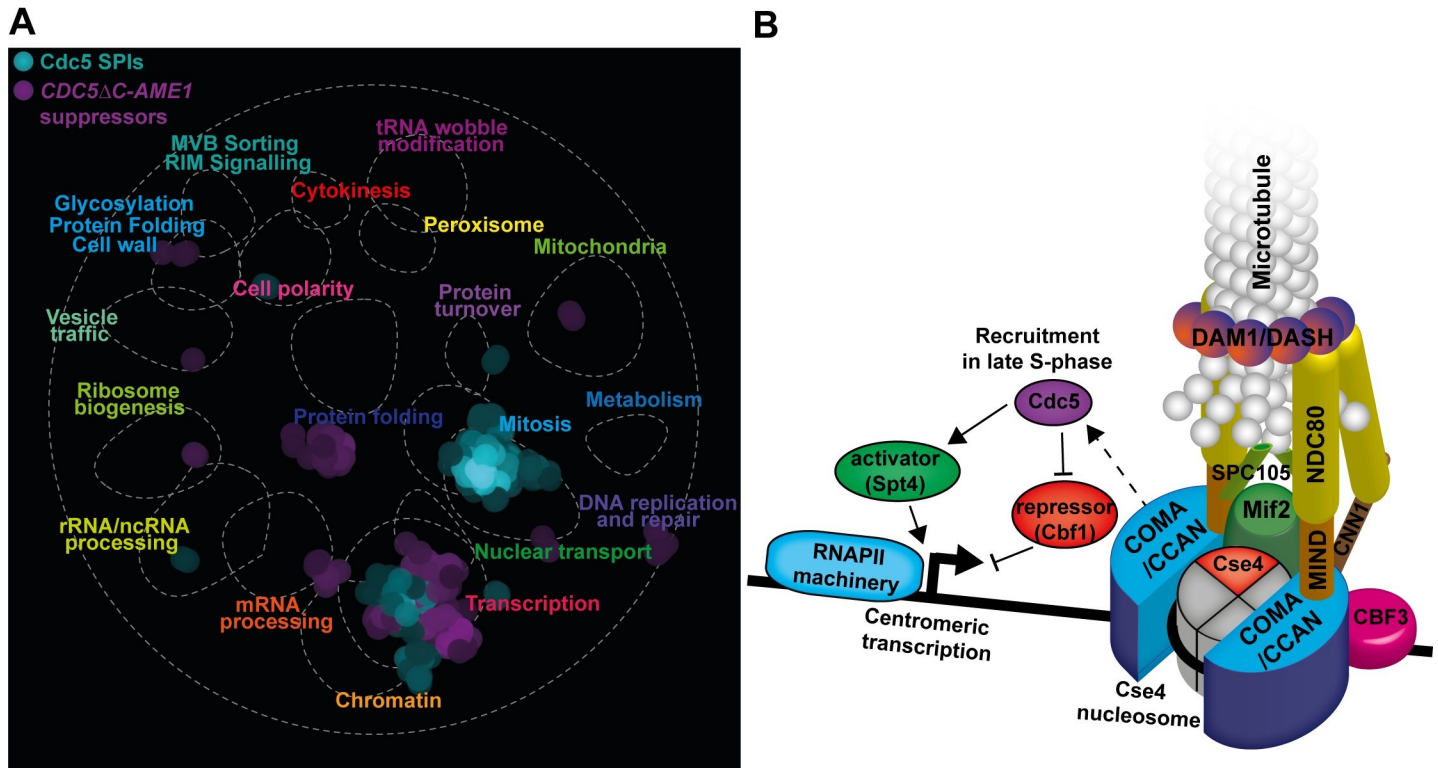 A
Cdc5 SPIs
CDC5ΔC-AME1
suppressors
MVB Sorting
RIM Signalling
tRNA wobble
modification
Cytokinesis
Glycosylation
Protein Folding
Cell wall
Peroxisome
Mitochondria
Cell polarity
Protein
turnover
Vesicle
traffic
Ribosome
biogenesis
Metabolism
Protein folding
Mitosis
DNA replication
and repair
rRNA/ncRNA
processing
Nuclear transport
mRNA
processing
Transcription
Chromatin
B
Microtubule
DAM1/DASH
Recruitment
in late S-phase
Cdc5
activator
(Spt4)
repressor
(Cbf1)
SPC105
NDC80
Mif2
COMA
/CCAN
MIND
CNN1
RNAPII
machinery
Cse4
COMA
/CCAN
CBF3
Centromeric
transcription
Cse4
nucleosome